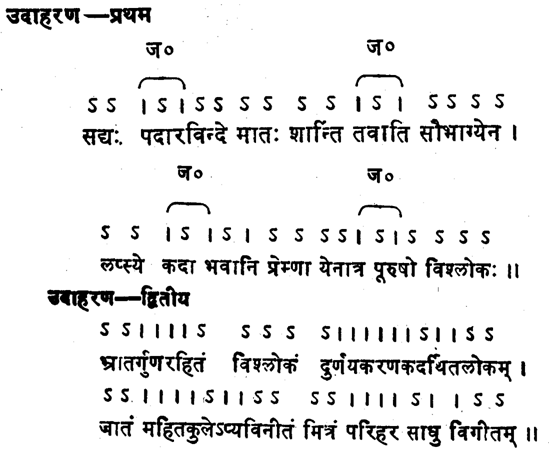 उदाहरण—प्रथम
ज० ज०
S S । S । S S S S S S । S । S S S S
सद्यः पदारविन्दे मातः शान्तिं तवाति सौभाग्येन ।
ज० ज०
S S । S । S । S S S S । S । S S S S
लप्स्ये कदा भवानि प्रेम्णा येनात्र पूरुषो विश्लोकः ॥
उदाहरण—द्वितीय
S S । । । । S S S S S । । । । । । S । । S S
भ्रातर्गुणरहितं विश्लोकं दुर्णयकरणकदर्थितलोकम् ।
S S । । । । S । । S S S S । । । । S । । S S
जातं महितकुलेऽप्यविनीतं मित्रं परिहर साधु विगीतम् ॥